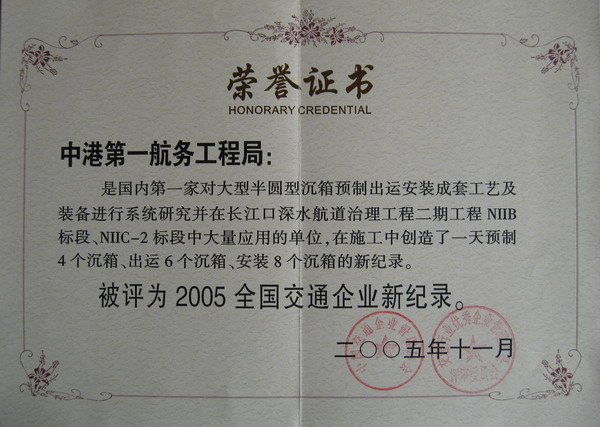 荣誉证书
HONORARY CREDENTIAL
中港第一航务工程局：
是国内第一家对大型半圆型沉箱预制出运安装成套工艺及
装备进行系统研究并在长江口深水航道治理工程二期工程 NIIB
标段、NIIC-2 标段中大量应用的单位，在施工中创造了一天预制
4 个沉箱、出运 6 个沉箱、安装 8 个沉箱的新纪录。
被评为 2005 全国交通企业新纪录。
二〇〇五年十一月